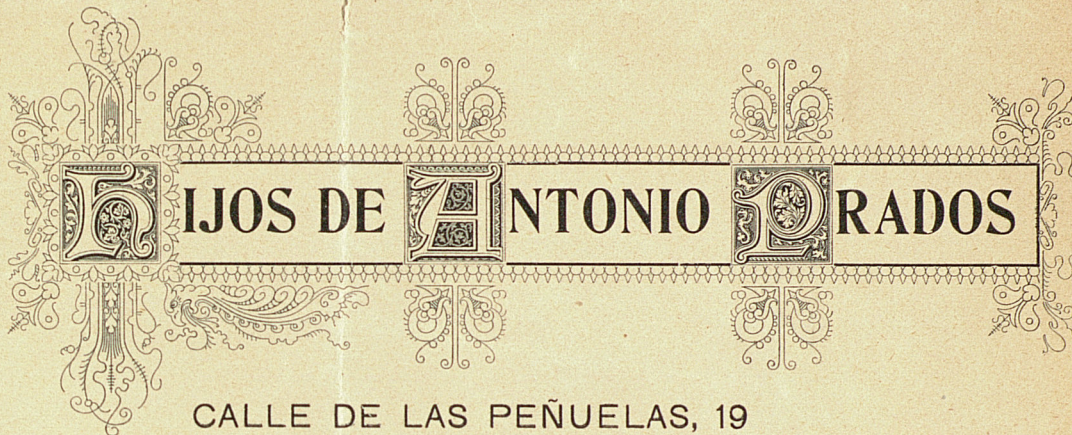 HIJOS DE ANTONIO PRADOS
CALLE DE LAS PEÑUELAS, 19